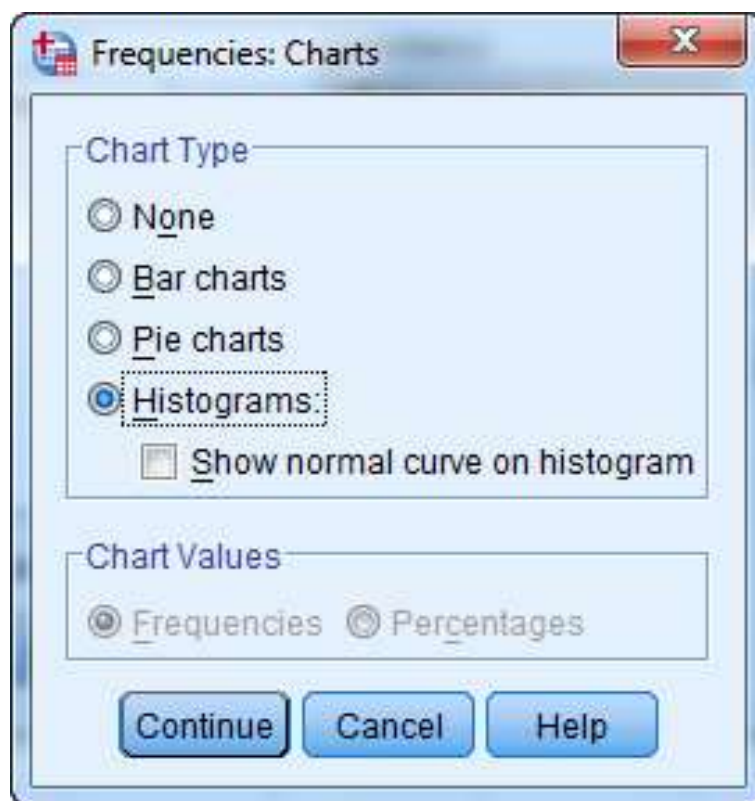 Frequencies: Charts
Chart Type
None
Bar charts
Pie charts
Histograms:
Show normal curve on histogram
Chart Values
Frequencies Percentages
Continue Cancel Help